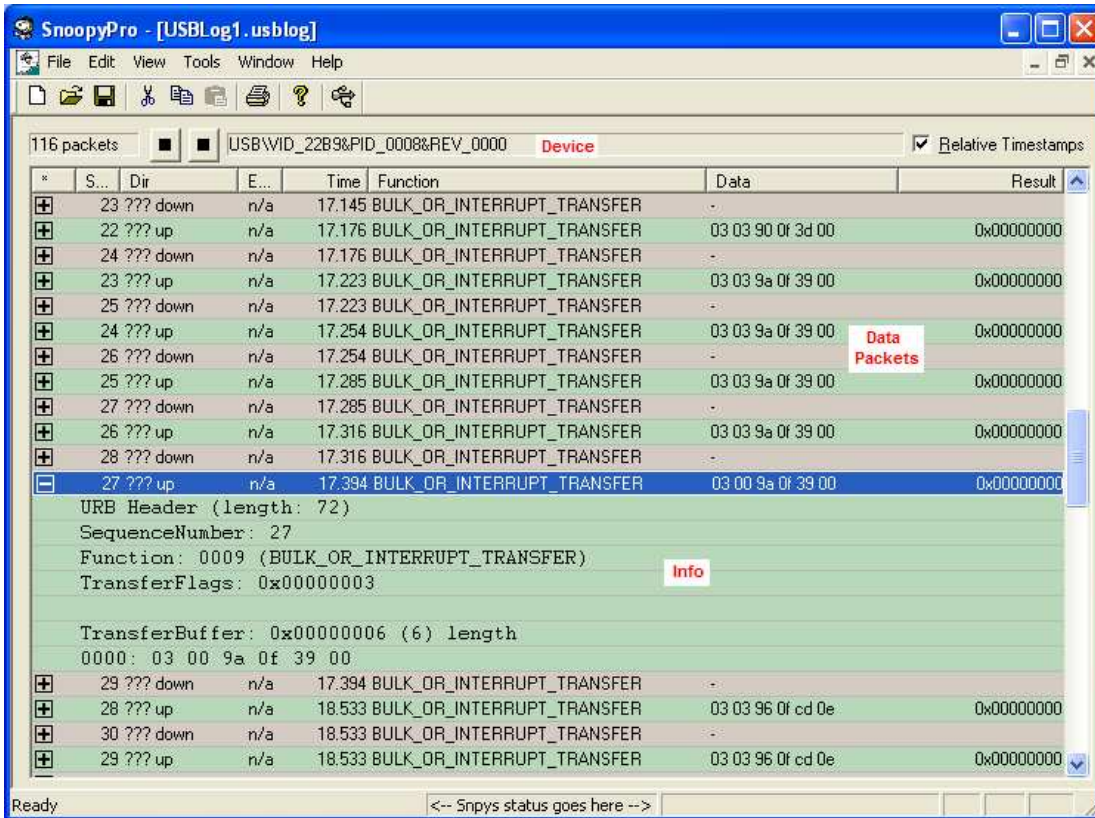 SnoopyPro - [USBLog1.usblog]
File Edit View Tools Window Help
116 packets USB\VID_22B9&PID_0008&REV_0000 Device Relative Timestamps
* S... Dir E... Time Function Data Result
23 ??? down n/a 17.145 BULK_OR_INTERRUPT_TRANSFER -
22 ??? up n/a 17.176 BULK_OR_INTERRUPT_TRANSFER 03 03 90 0f 3d 00 0x00000000
24 ??? down n/a 17.176 BULK_OR_INTERRUPT_TRANSFER -
23 ??? up n/a 17.223 BULK_OR_INTERRUPT_TRANSFER 03 03 9a 0f 39 00 0x00000000
25 ??? down n/a 17.223 BULK_OR_INTERRUPT_TRANSFER -
24 ??? up n/a 17.254 BULK_OR_INTERRUPT_TRANSFER 03 03 9a 0f 39 00 0x00000000
Data
26 ??? down n/a 17.254 BULK_OR_INTERRUPT_TRANSFER -
Packets
25 ??? up n/a 17.285 BULK_OR_INTERRUPT_TRANSFER 03 03 9a 0f 39 00 0x00000000
27 ??? down n/a 17.285 BULK_OR_INTERRUPT_TRANSFER -
26 ??? up n/a 17.316 BULK_OR_INTERRUPT_TRANSFER 03 03 9a 0f 39 00 0x00000000
28 ??? down n/a 17.316 BULK_OR_INTERRUPT_TRANSFER -
27 ??? up n/a 17.394 BULK_OR_INTERRUPT_TRANSFER 03 00 9a 0f 39 00 0x00000000
URB Header (length: 72)
SequenceNumber: 27
Function: 0009 (BULK_OR_INTERRUPT_TRANSFER)
Info
TransferFlags: 0x00000003
TransferBuffer: 0x00000006 (6) length
0000: 03 00 9a 0f 39 00
29 ??? down n/a 17.394 BULK_OR_INTERRUPT_TRANSFER -
28 ??? up n/a 18.533 BULK_OR_INTERRUPT_TRANSFER 03 03 96 0f cd 0e 0x00000000
30 ??? down n/a 18.533 BULK_OR_INTERRUPT_TRANSFER -
29 ??? up n/a 18.533 BULK_OR_INTERRUPT_TRANSFER 03 03 96 0f cd 0e 0x00000000
Ready <-- Snpys status goes here -->